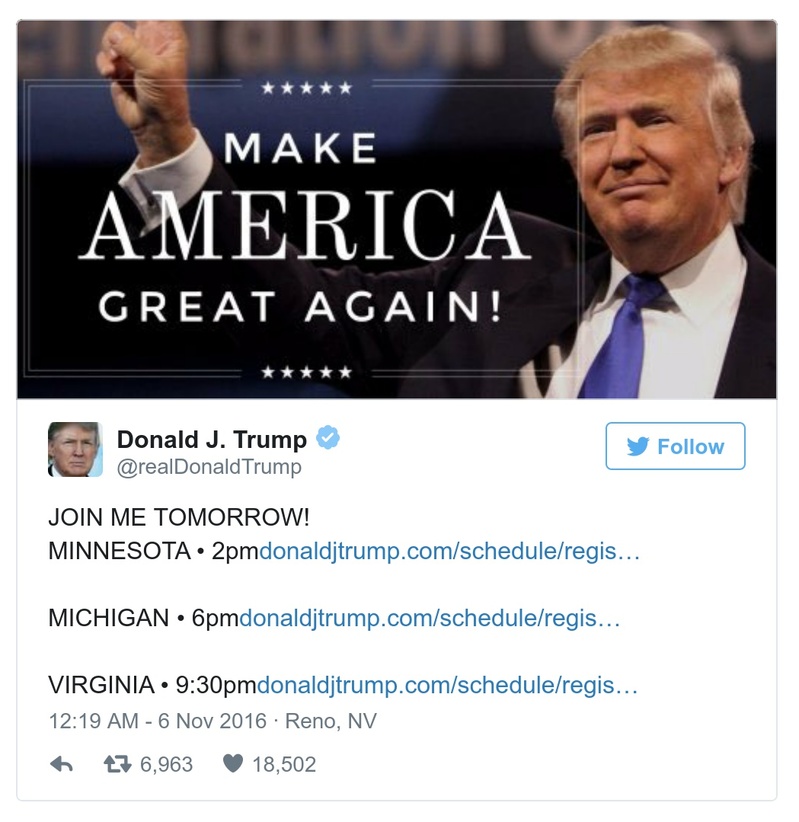 ★★★★★
MAKE
AMERICA
GREAT AGAIN!
★★★★★
Donald J. Trump
@realDonaldTrump
Follow
JOIN ME TOMORROW!
MINNESOTA • 2pmdonaldjtrump.com/schedule/regis…
MICHIGAN • 6pmdonaldjtrump.com/schedule/regis…
VIRGINIA • 9:30pmdonaldjtrump.com/schedule/regis…
12:19 AM - 6 Nov 2016 · Reno, NV
6,963 18,502